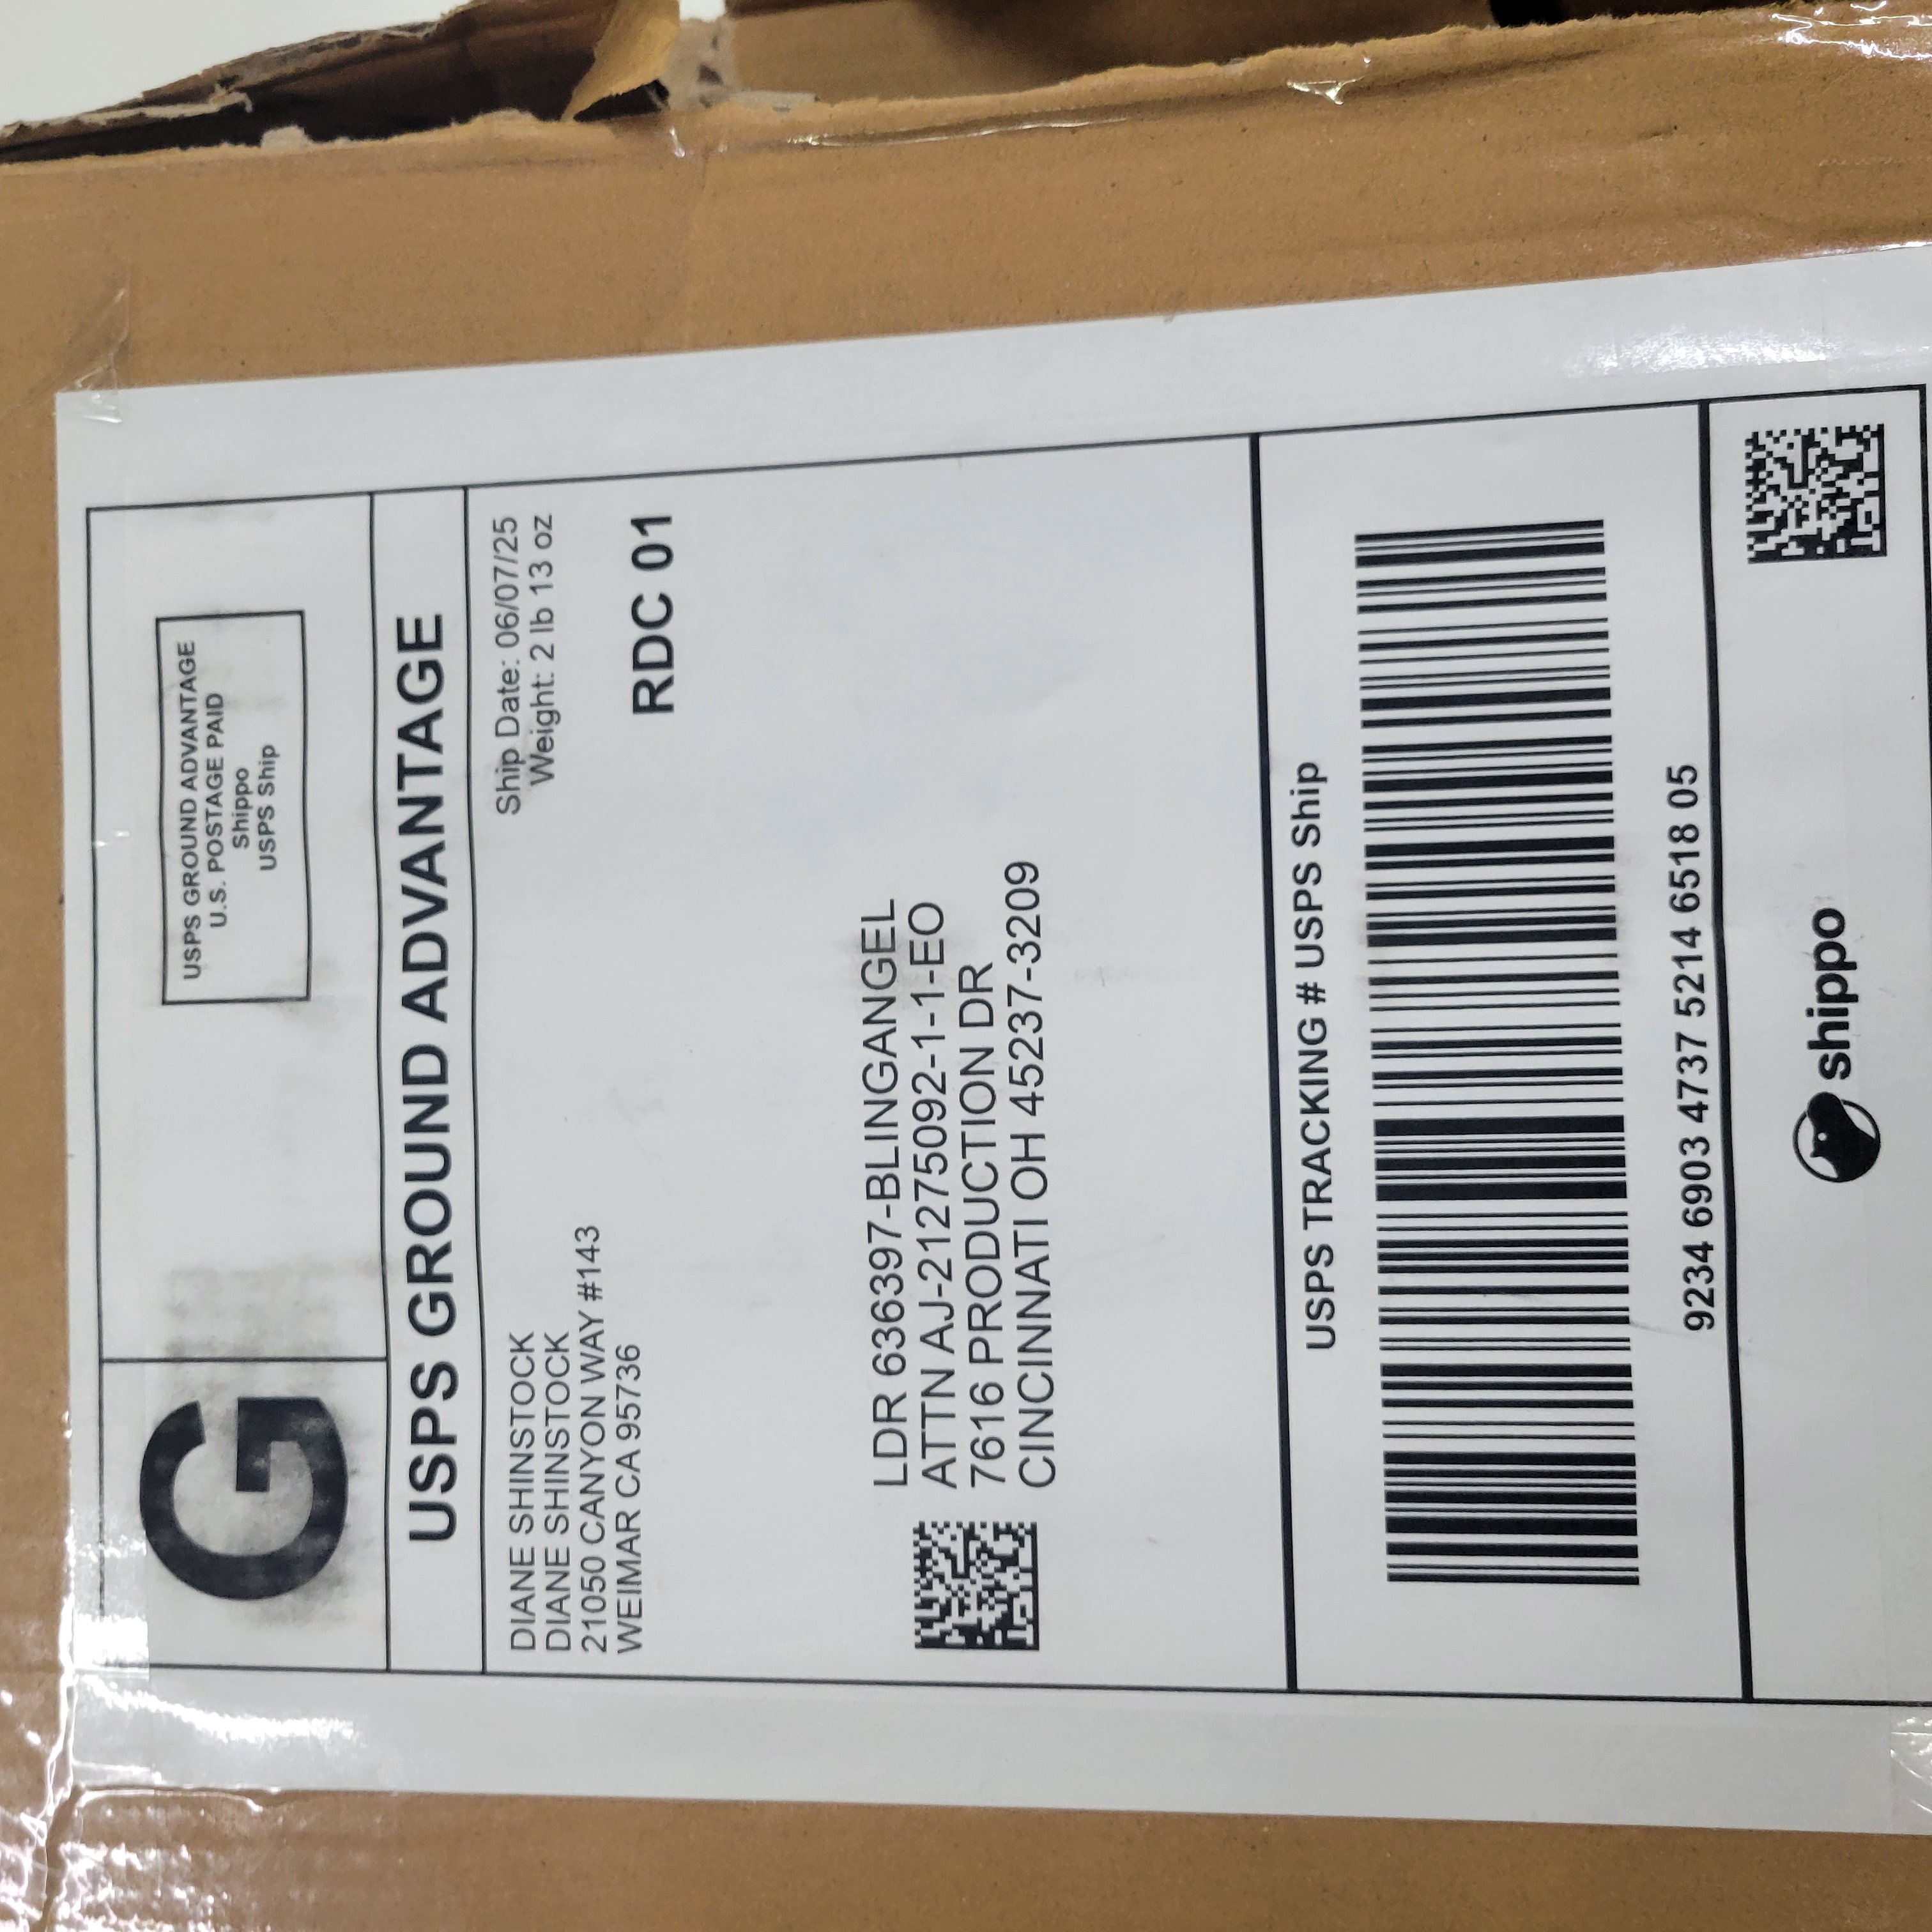 G
USPS GROUND ADVANTAGE
U.S. POSTAGE PAID
Shippo
USPS Ship
USPS GROUND ADVANTAGE
DIANE SHINSTOCK
DIANE SHINSTOCK
21050 CANYON WAY #143
WEIMAR CA 95736
Ship Date: 06/07/25
Weight: 2 lb 13 oz
RDC 01
LDR 636397-BLINGANGEL
ATTN AJ-21275092-1-1-EO
7616 PRODUCTION DR
CINCINNATI OH 45237-3209
USPS TRACKING # USPS Ship
9234 6903 4737 5214 6518 05
shippo